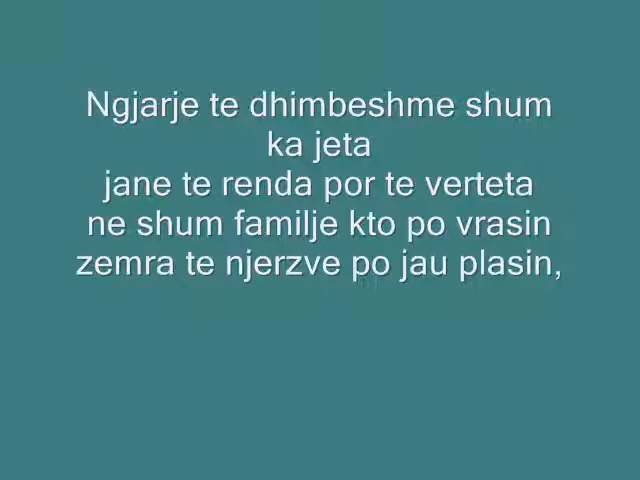 Ngjarje te dhimbeshme shum
ka jeta
jane te renda por te verteta
ne shum familje kto po vrasin
zemra te njerzve po jau plasin,